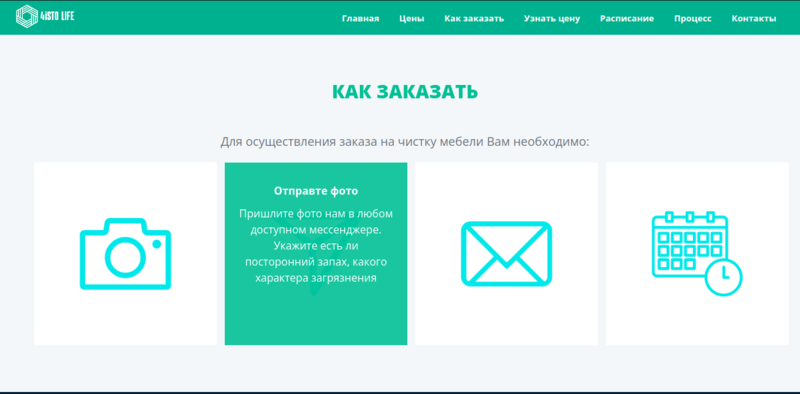 4iSTO LIFE
Главная Цены Как заказать Узнать цену Расписание Процесс Контакты
КАК ЗАКАЗАТЬ
Для осуществления заказа на чистку мебели Вам необходимо:
Отправте фото
Пришлите фото нам в любом
доступном мессенджере.
Укажите есть ли
посторонний запах, какого
характера загрязнения